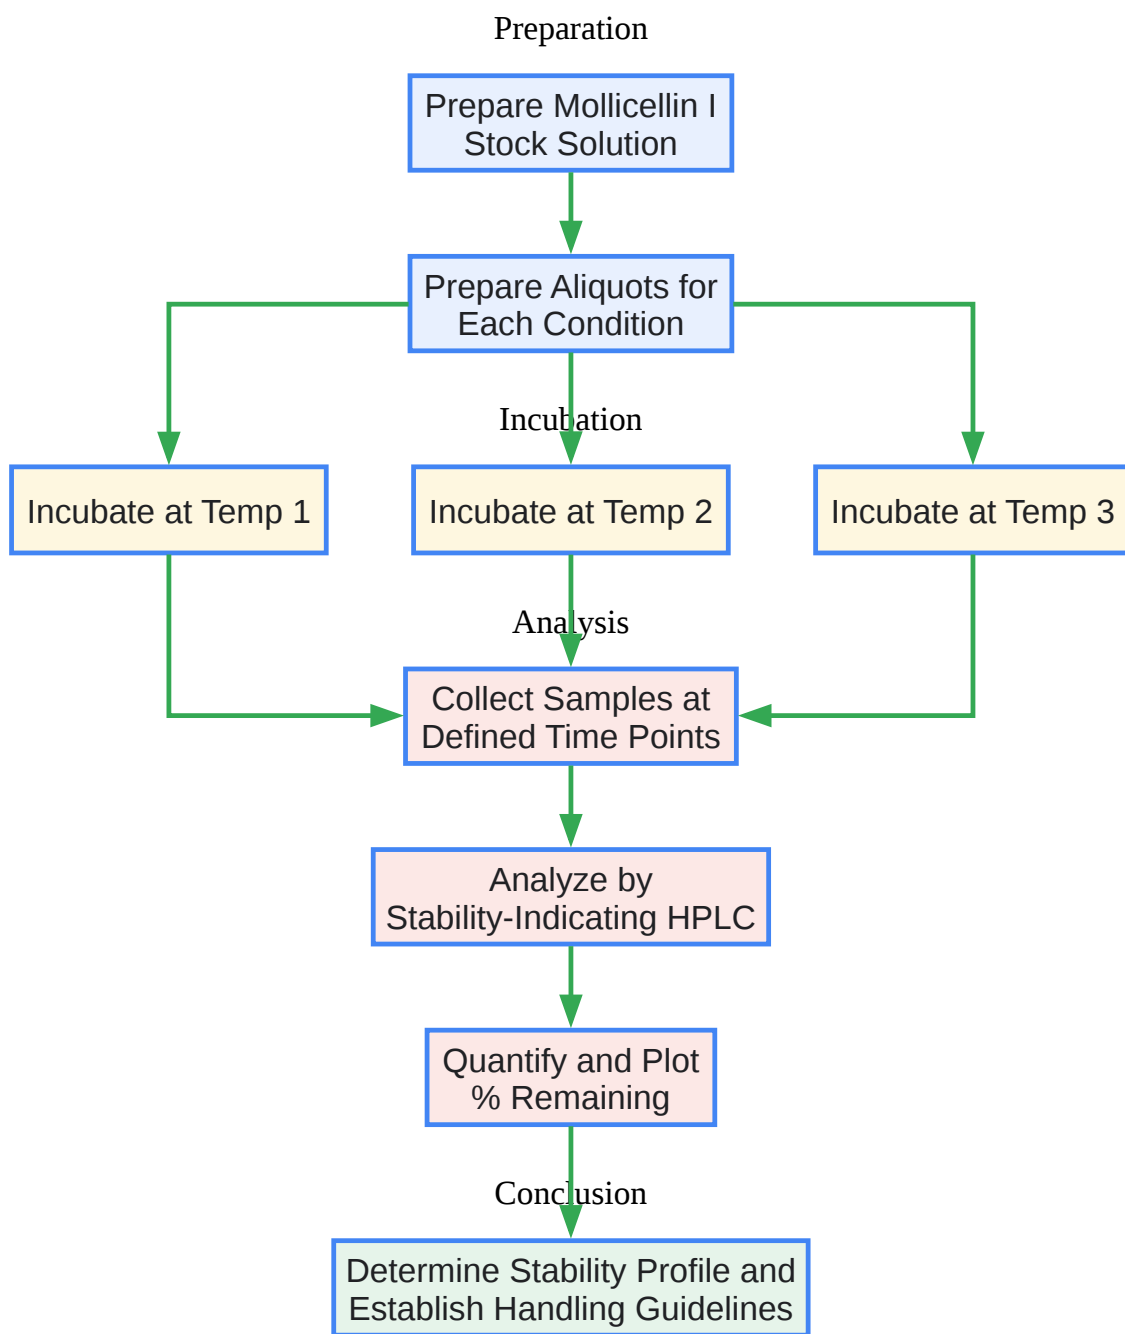 Preparation
Prepare Mollicellin I
Stock Solution
Prepare Aliquots for
Each Condition
Incubation
Incubate at Temp 1
Incubate at Temp 2
Incubate at Temp 3
Analysis
Collect Samples at
Defined Time Points
Analyze by
Stability-Indicating HPLC
Quantify and Plot
% Remaining
Conclusion
Determine Stability Profile and
Establish Handling Guidelines